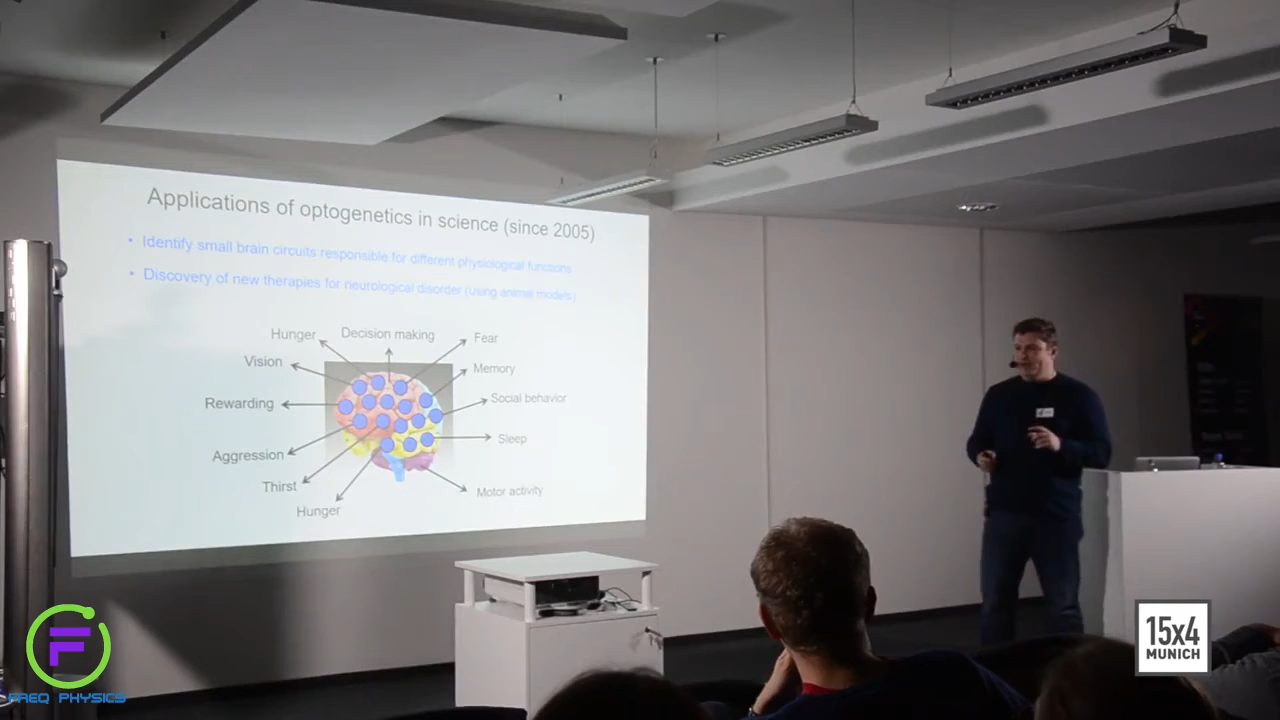 Applications of optogenetics in science (since 2005)
• Identify small brain circuits responsible for different physiological functions
• Discovery of new therapies for neurological disorder (using animal models)
Hunger
Decision making
Fear
Vision
Memory
Rewarding
Social behavior
Aggression
Sleep
Thirst
Motor activity
Hunger
F
FREQ PHYSICS
15x4
MUNICH